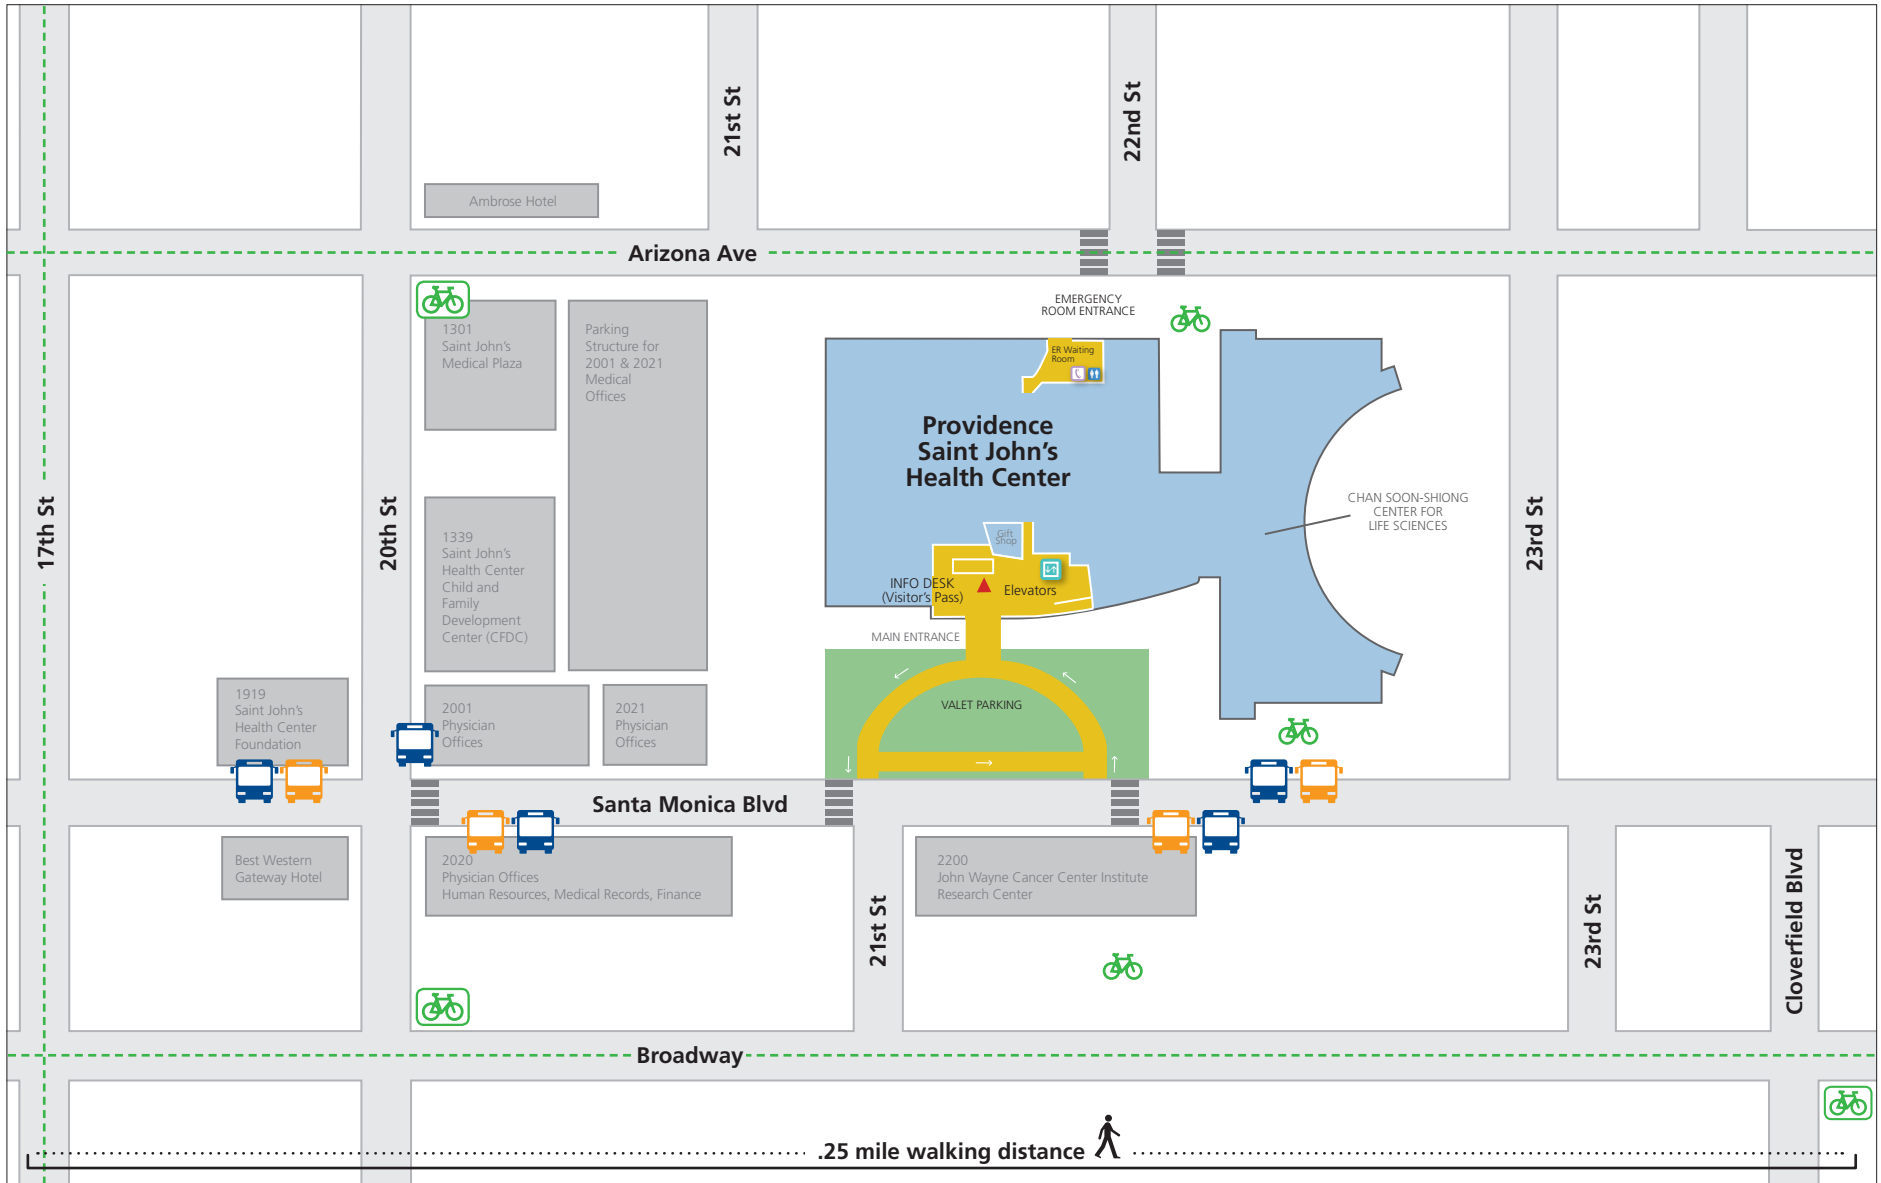 21st St
22nd St
Ambrose Hotel
Arizona Ave
EMERGENCY
ROOM ENTRANCE
1301
Saint John's
Medical Plaza
Parking
Structure for
2001 & 2021
Medical
Offices
ER Waiting
Room
Providence
Saint John's
Health Center
17th St
20th St
CHAN SOON-SHIONG
CENTER FOR
LIFE SCIENCES
23rd St
1339
Saint John's
Health Center
Child and
Family
Development
Center (CFDC)
Gift
Shop
INFO DESK
(Visitor's Pass)
Elevators
MAIN ENTRANCE
1919
Saint John's
Health Center
Foundation
2001
Physician
Offices
2021
Physician
Offices
VALET PARKING
Santa Monica Blvd
Best Western
Gateway Hotel
2020
Physician Offices
Human Resources, Medical Records, Finance
21st St
2200
John Wayne Cancer Center Institute
Research Center
23rd St
Cloverfield Blvd
Broadway
.25 mile walking distance